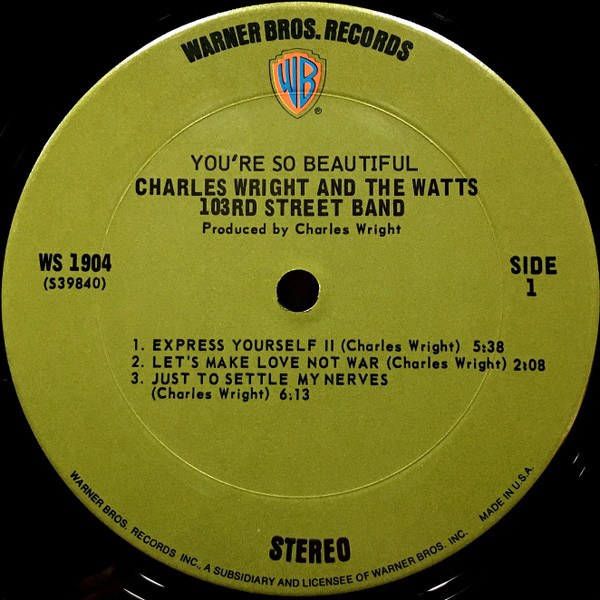 WARNER BROS. RECORDS
WB
®
YOU'RE SO BEAUTIFUL
CHARLES WRIGHT AND THE WATTS
103RD STREET BAND
Produced by Charles Wright
WS 1904
(S39840)
SIDE
1
1. EXPRESS YOURSELF II (Charles Wright) 5:38
2. LET'S MAKE LOVE NOT WAR (Charles Wright) 2:08
3. JUST TO SETTLE MY NERVES
(Charles Wright) 6:13
STEREO
WARNER BROS. RECORDS INC., A SUBSIDIARY AND LICENSEE OF WARNER BROS. INC. MADE IN U.S.A.